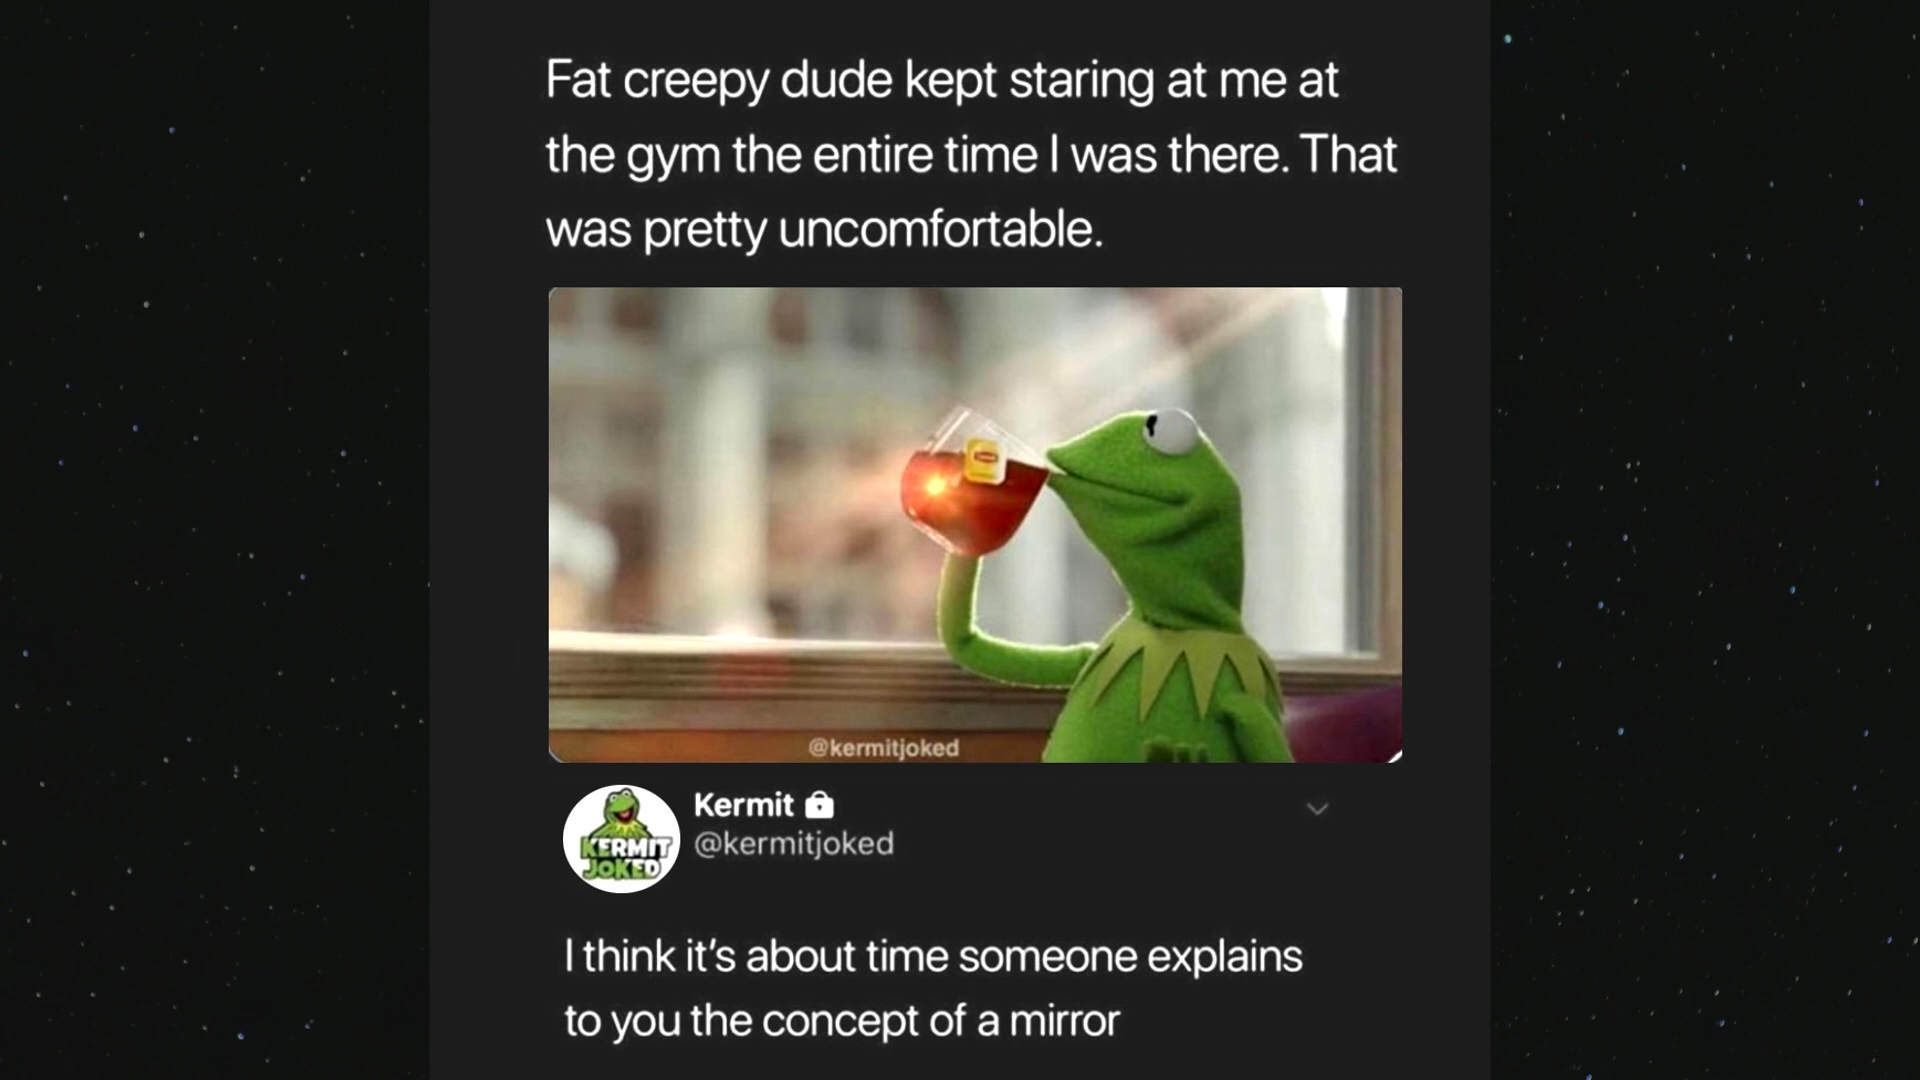 Fat creepy dude kept staring at me at
the gym the entire time I was there. That
was pretty uncomfortable.
@kermitjoked
Kermit
@kermitjoked
KERMIT
JOKED
I think it's about time someone explains
to you the concept of a mirror